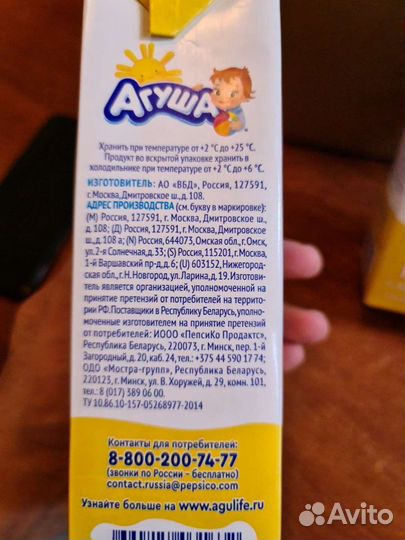 Агуша
Хранить при температуре от +2 °С до +25 °С.
Продукт во вскрытой упаковке хранить в
холодильнике при температуре от +2 °С до +6 °С.
ИЗГОТОВИТЕЛЬ: АО «ВБД», Россия, 127591,
г. Москва, Дмитровское ш., д. 108.
АДРЕС ПРОИЗВОДСТВА (см. букву в маркировке):
(М) Россия, 127591, г. Москва, Дмитровское ш.,
д. 108; (Д) Россия, 127591, г. Москва, Дмитровское
ш., д. 108 а; (N) Россия, 644073, Омская обл., г. Омск,
ул. 2-я Солнечная, д. 33; (S) Россия, 115201, г. Москва,
1-й Варшавский пр-д, д. 6; (U) 603152, Нижегород-
ская обл., г. Н. Новгород, ул. Ларина, д. 19. Изготови-
тель является организацией, уполномоченной на
принятие претензий от потребителей на террито-
рии РФ. Поставщики в Республику Беларусь, уполно-
моченные изготовителем на принятие претензий
от потребителей: ИООО «ПепсиКо Продактс»,
Республика Беларусь, 220073, г. Минск, пер. 1-й
Загородный, д. 20, каб. 24, тел.: +375 44 590 17 74;
ОДО «Мостра-групп», Республика Беларусь,
220123, г. Минск, ул. В. Хоружей, д. 29, комн. 101,
тел.: 8 (017) 389 06 00.
ТУ 10.86.10-157-05268977-2014
Контакты для потребителей:
8-800-200-74-77
(звонки по России - бесплатно)
contact.russia@pepsico.com
Узнайте больше на www.agulife.ru
Avito